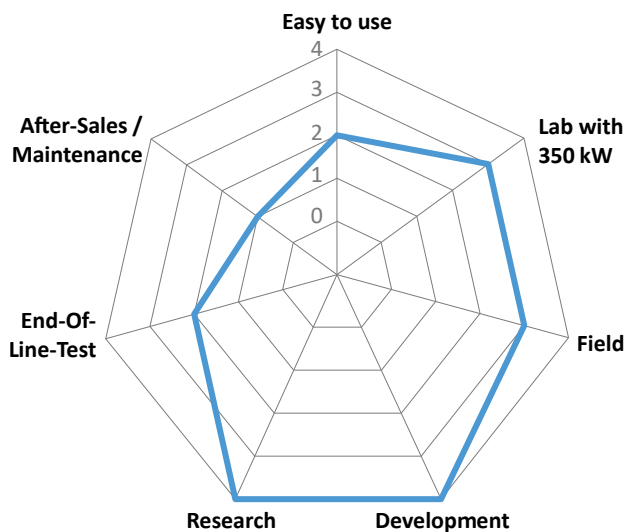 Easy to use
4
3
2
1
0
Lab with
350 kW
Field
Development
Research
End-Of-
Line-Test
After-Sales /
Maintenance